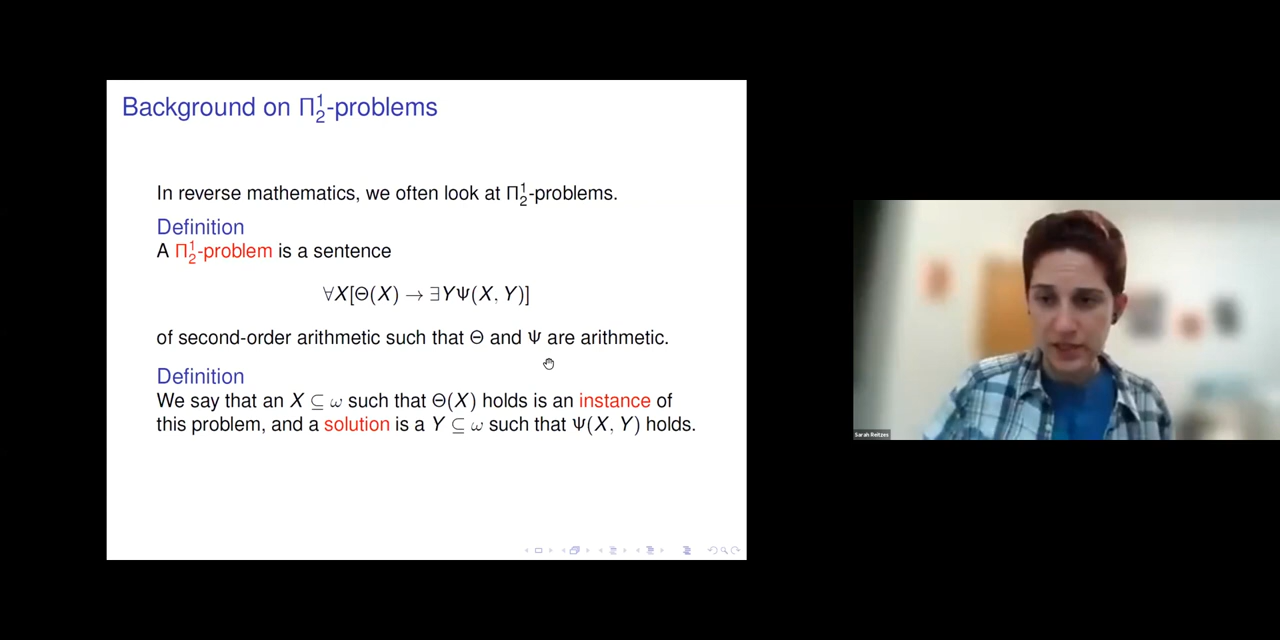 Background on Π¹₂-problems
In reverse mathematics, we often look at Π¹₂-problems.
Definition
A Π¹₂-problem is a sentence
∀X[Θ(X) → ∃YΨ(X, Y)]
of second-order arithmetic such that Θ and Ψ are arithmetic.
Definition
We say that an X ⊆ ω such that Θ(X) holds is an instance of
this problem, and a solution is a Y ⊆ ω such that Ψ(X, Y) holds.
Sarah Reitzes